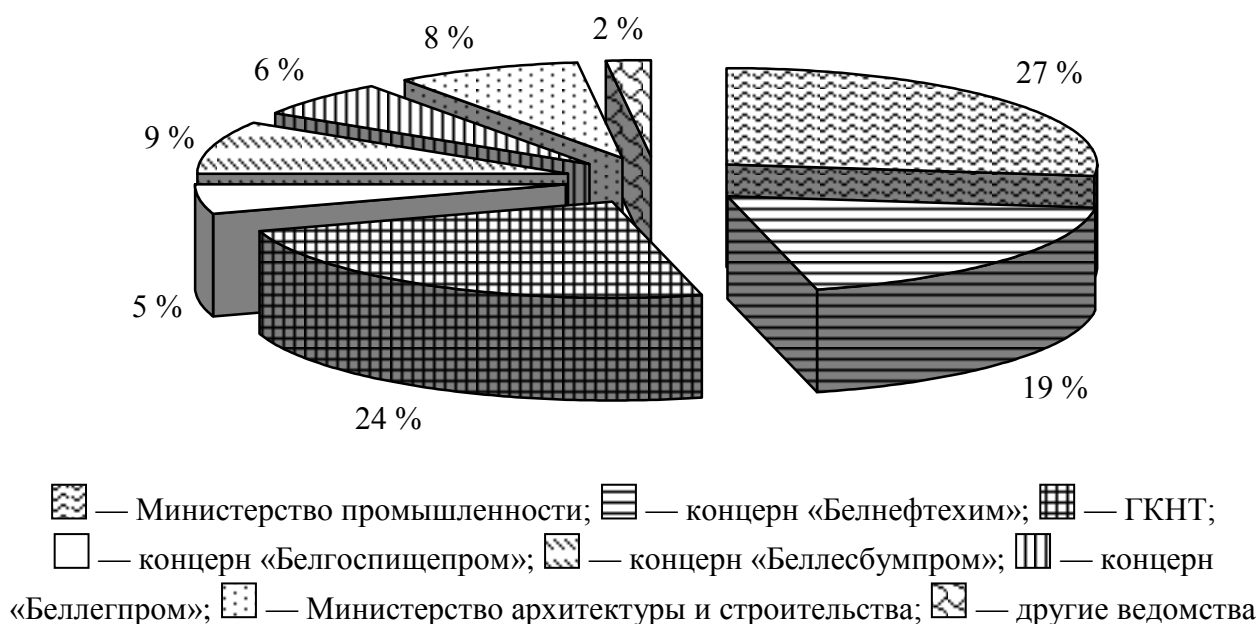 2 %
8 %
27 %
6 %
9 %
5 %
19 %
24 %
— Министерство промышленности; — концерн «Белнефтехим»; — ГКНТ;
— концерн «Белгоспищепром»; — концерн «Беллесбумпром»; — концерн
«Беллегпром»; — Министерство архитектуры и строительства; — другие ведомства